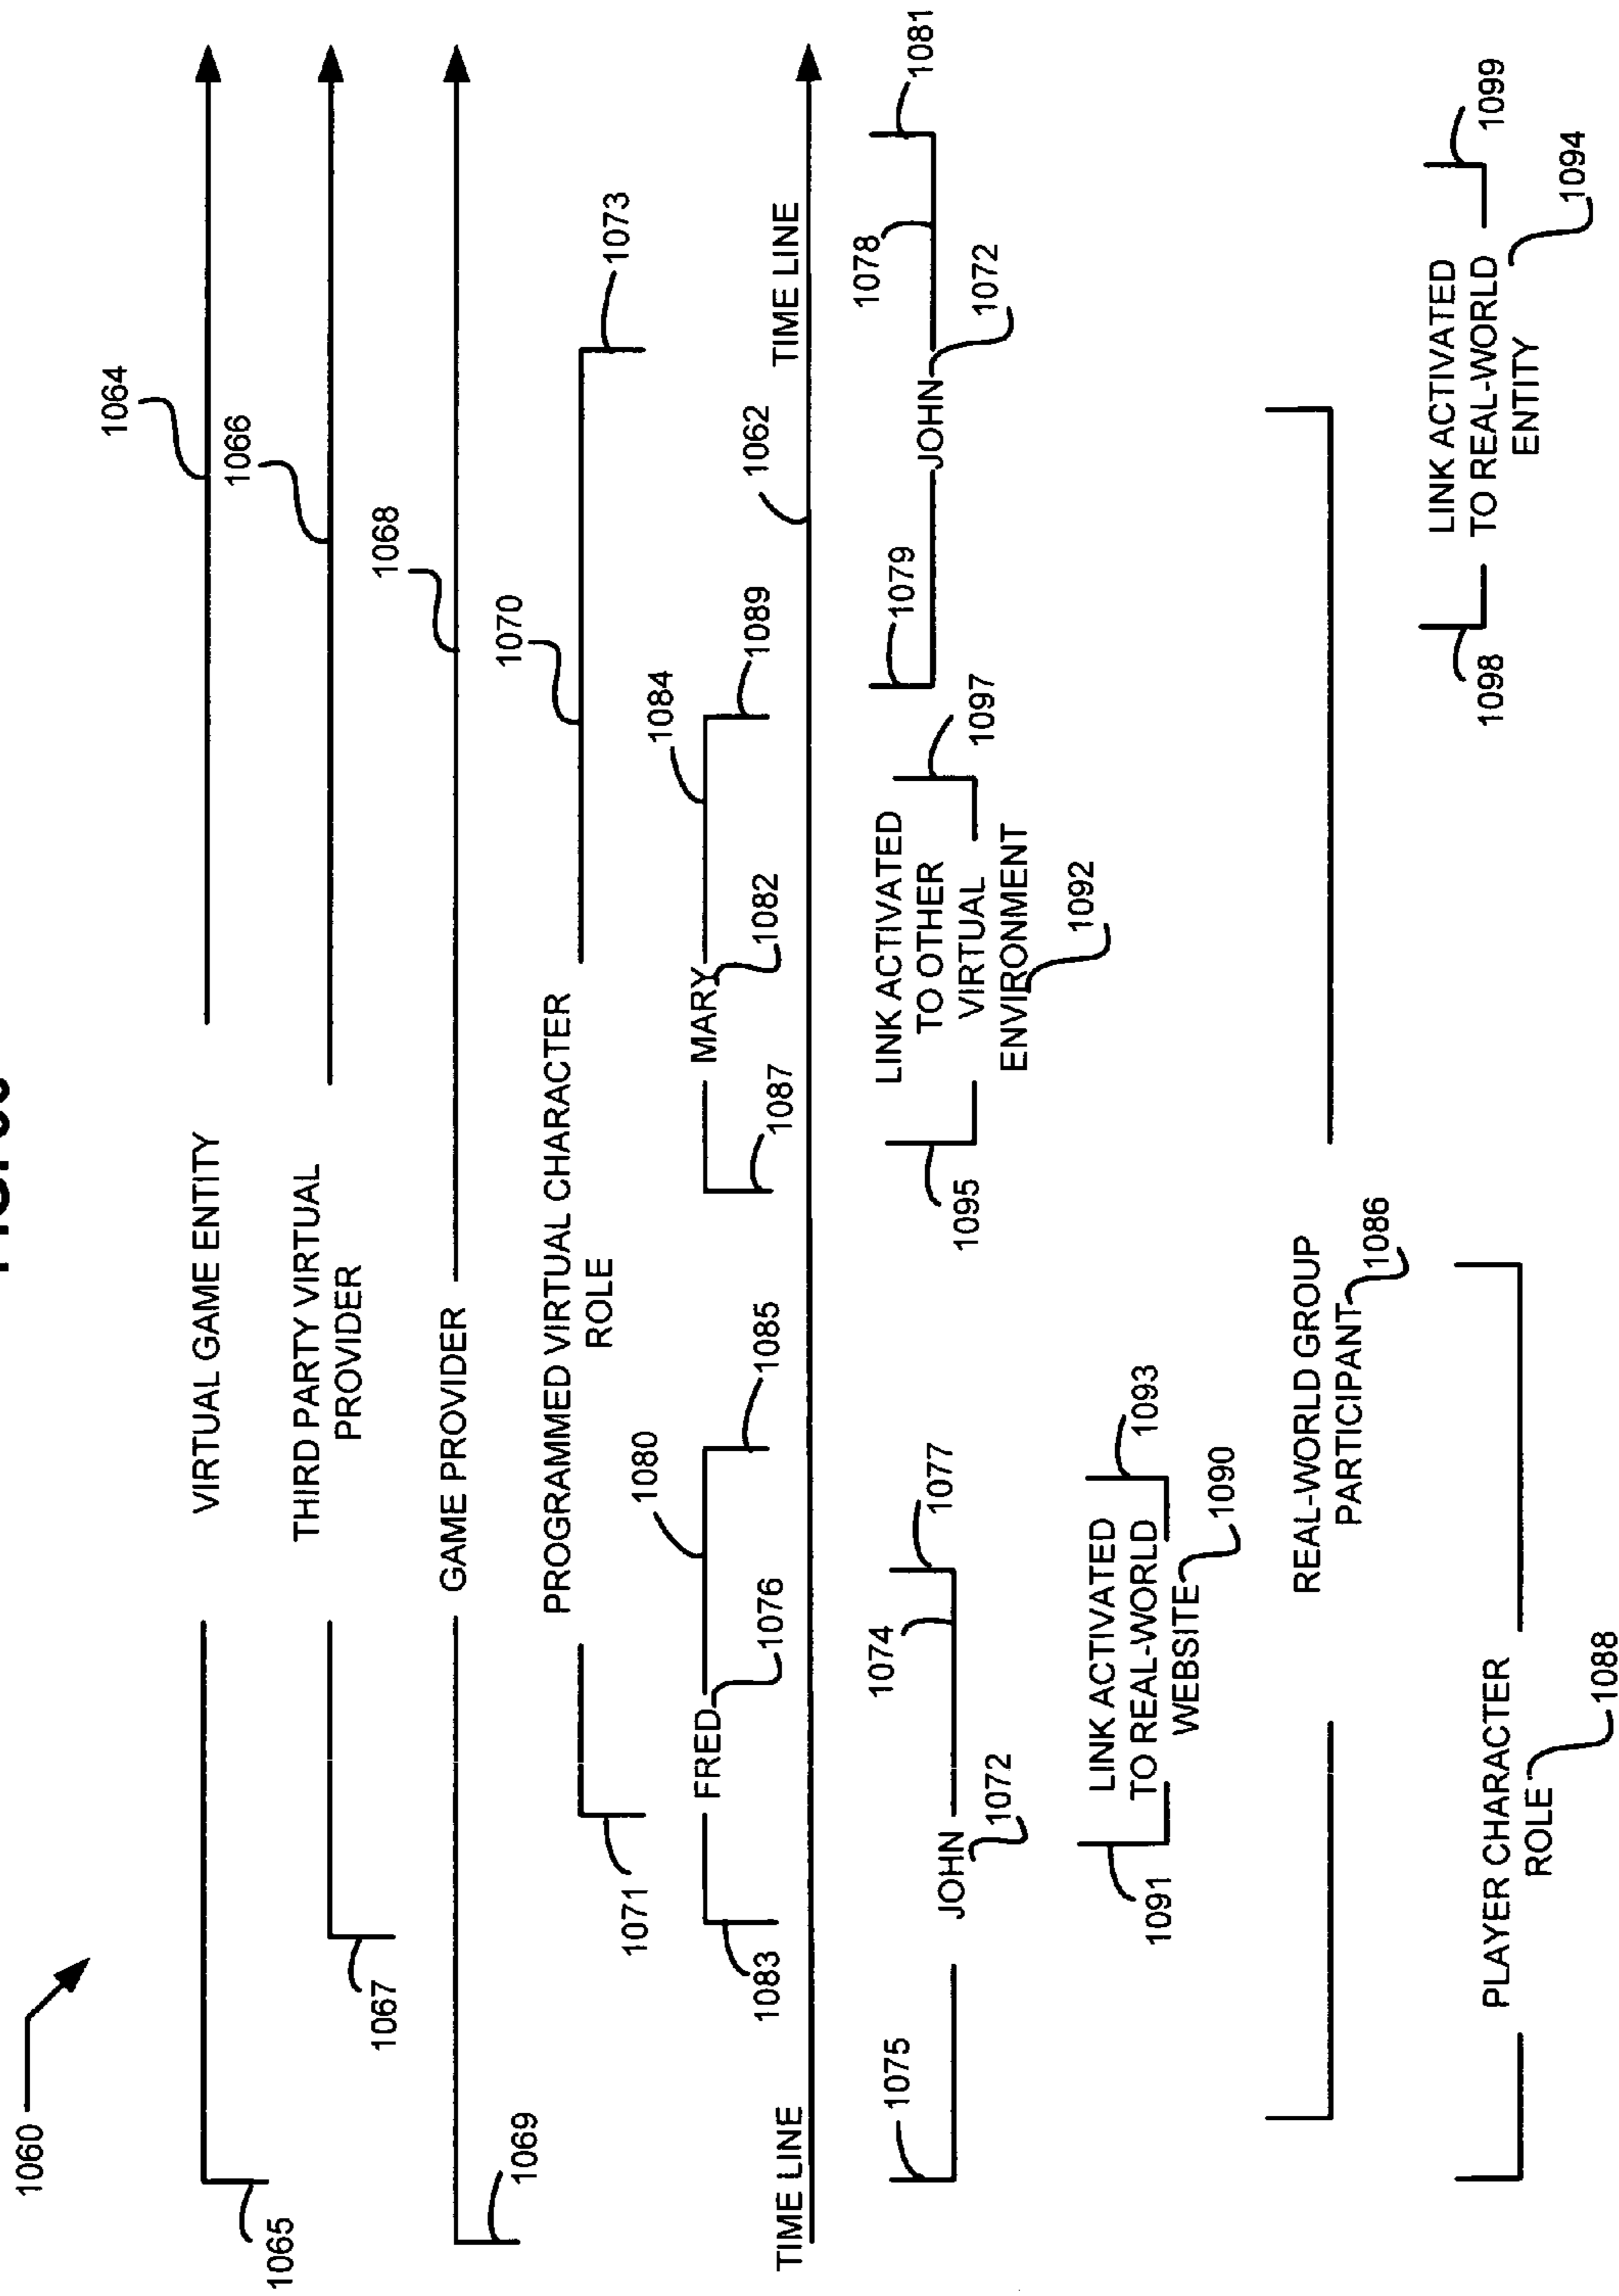 1060
1064
VIRTUAL GAME ENTITY
1066
1065
THIRD PARTY VIRTUAL
PROVIDER
1067
1068
GAME PROVIDER
1070
1069
PROGRAMMED VIRTUAL CHARACTER
ROLE
1073
1071
1080
1084
FRED
MARY
1083
1076
1085
1087
1082
1089
1062
TIME LINE
TIME LINE
1075
1074
1077
1079
1078
1081
JOHN
1072
JOHN
1072
LINK ACTIVATED
TO OTHER
VIRTUAL
ENVIRONMENT
1095
1097
1092
LINK ACTIVATED
TO REAL-WORLD
WEBSITE
1091
1093
1090
REAL-WORLD GROUP
PARTICIPANT
1086
LINK ACTIVATED
TO REAL-WORLD
ENTITY
1098
1099
1094
PLAYER CHARACTER
ROLE
1088